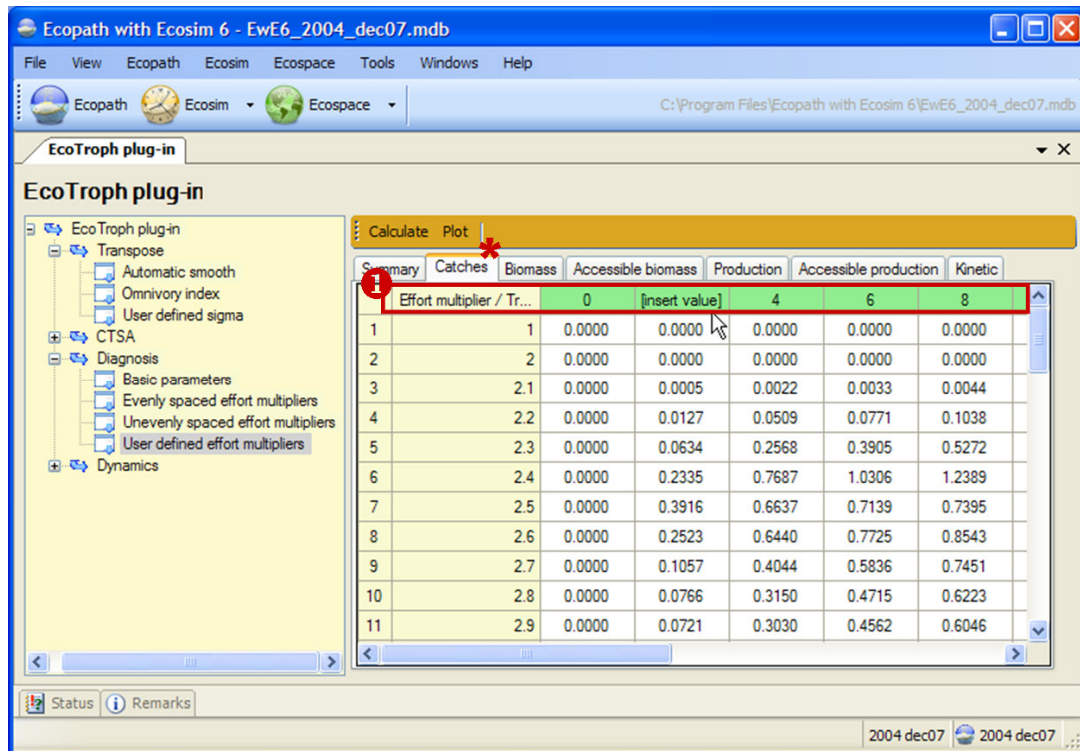 Ecopath with Ecosim 6 - EwE6_2004_dec07.mdb
File View Ecopath Ecosim Ecospace Tools Windows Help
Ecopath Ecosim Ecospace C:\Program Files\Ecopath with Ecosim 6\EwE6_2004_dec07.mdb
EcoTroph plug-in
EcoTroph plug-in
EcoTroph plug-in
Transpose
Automatic smooth
Omnivory index
User defined sigma
CTSA
Diagnosis
Basic parameters
Evenly spaced effort multipliers
Unevenly spaced effort multipliers
User defined effort multipliers
Dynamics
Calculate Plot
*
Summary Catches Biomass Accessible biomass Production Accessible production Kinetic
1
Effort multiplier / Tr... 0 [insert value] 4 6 8
1 1 0.0000 0.0000 0.0000 0.0000 0.0000
2 2 0.0000 0.0000 0.0000 0.0000 0.0000
3 2.1 0.0000 0.0005 0.0022 0.0033 0.0044
4 2.2 0.0000 0.0127 0.0509 0.0771 0.1038
5 2.3 0.0000 0.0634 0.2568 0.3905 0.5272
6 2.4 0.0000 0.2335 0.7687 1.0306 1.2389
7 2.5 0.0000 0.3916 0.6637 0.7139 0.7395
8 2.6 0.0000 0.2523 0.6440 0.7725 0.8543
9 2.7 0.0000 0.1057 0.4044 0.5836 0.7451
10 2.8 0.0000 0.0766 0.3150 0.4715 0.6223
11 2.9 0.0000 0.0721 0.3030 0.4562 0.6046
Status Remarks
2004 dec07 2004 dec07